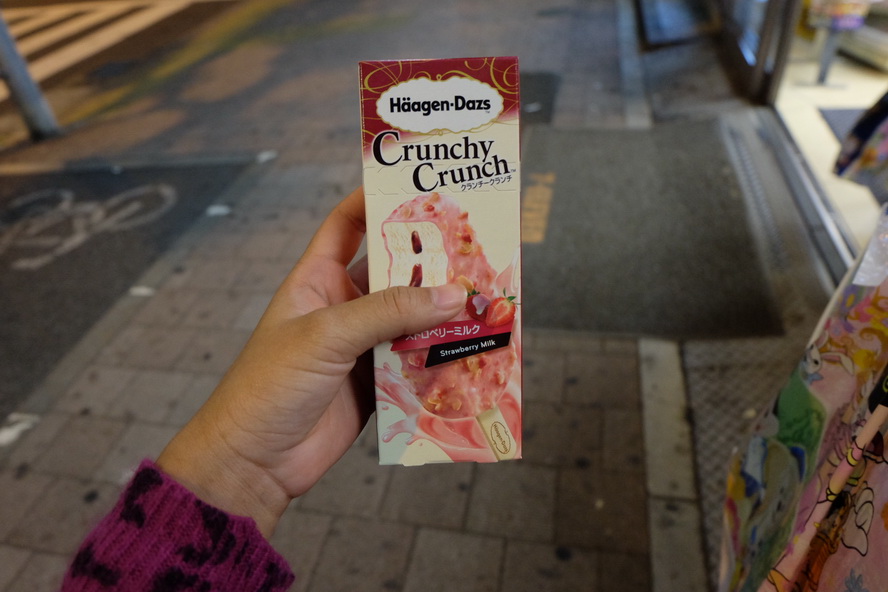 Häagen-Dazs
Crunchy
Crunch
クランチークランチ
ストロベリーミルク
Strawberry Milk